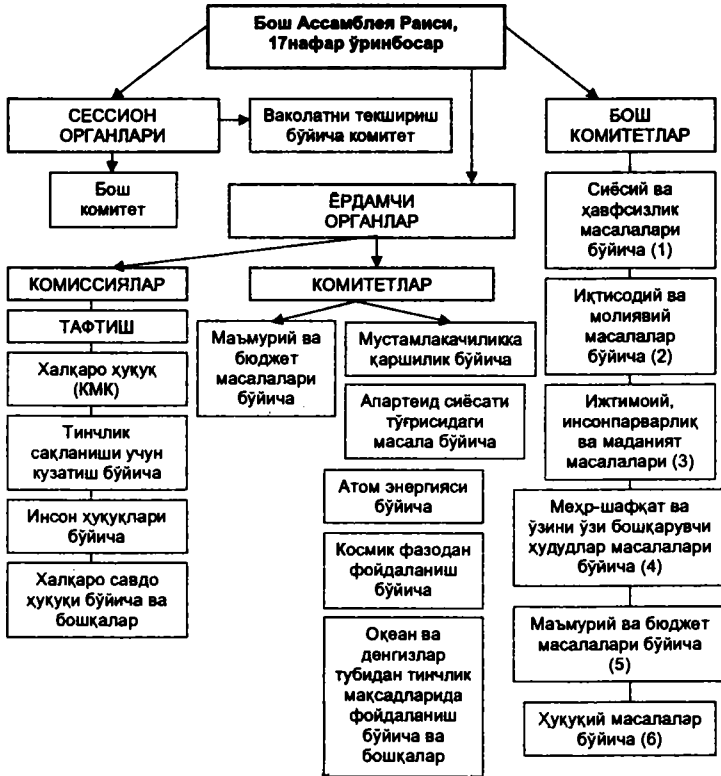 Бош Ассамблея Раиси,
17нафар ўринбосар
СЕССИОН
ОРГАНЛАРИ
Ваколатни текшириш
бўйича комитет
БОШ
КОМИТЕТЛАР
Бош
комитет
ЁРДАМЧИ
ОРГАНЛАР
Сиёсий ва
ҳавфсизлик
масалалари
бўйича (1)
КОМИССИЯЛАР
КОМИТЕТЛАР
Иқтисодий ва
молиявий
масалалар
бўйича (2)
ТАФТИШ
Халқаро ҳуқуқ
(КМК)
Тинчлик
сақланиши учун
кузатиш бўйича
Инсон ҳуқуқлари
бўйича
Халқаро савдо
ҳуқуқи бўйича ва
бошқалар
Маъмурий ва
бюджет
масалалари
бўйича
Мустамлакачиликка
қаршилик бўйича
Апартеид сиёсати
тўғрисидаги
масала бўйича
Атом энергияси
бўйича
Космик фазодан
фойдаланиш
бўйича
Океан ва
денгизлар
тубидан тинчлик
мақсадларида
фойдаланиш
бўйича ва
бошқалар
Ижтимоий,
инсонпарварлик
ва маданият
масалалари (3)
Меҳр-шафқат ва
ўзини ўзи бошқарувчи
ҳудудлар масалалари
бўйича (4)
Маъмурий ва бюджет
масалалари бўйича
(5)
Ҳуқуқий масалалар
бўйича (6)